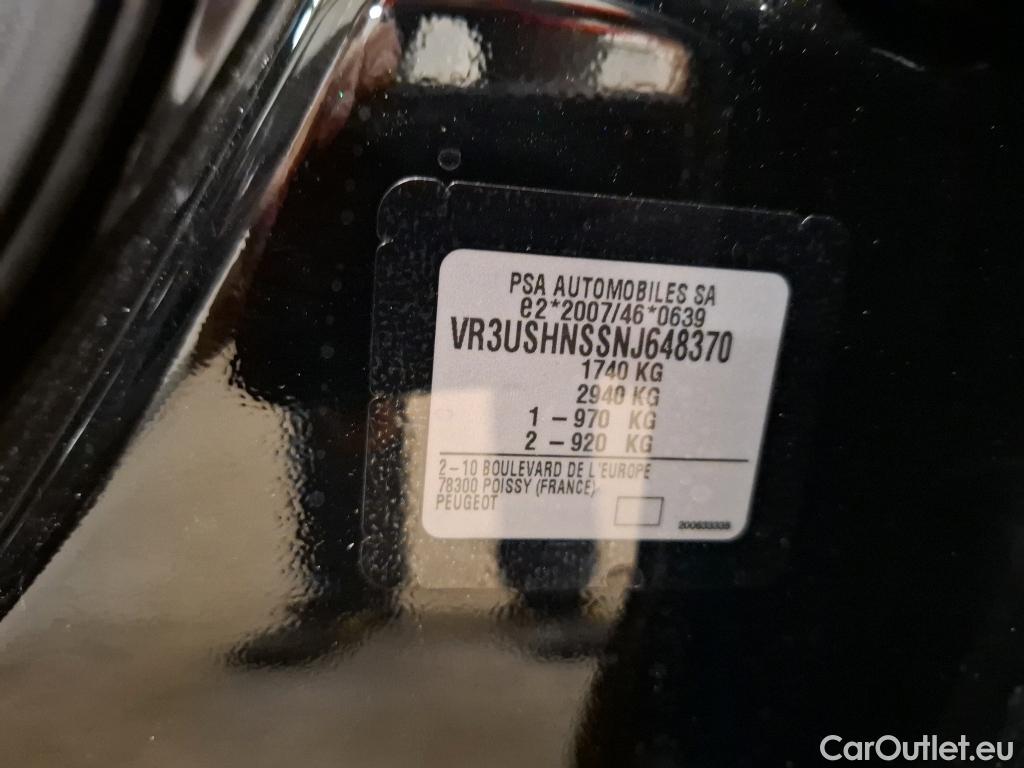 PSA AUTOMOBILES SA
e2*2007/46*0639
VR3USHNSSNJ648370
1740 KG
2940 KG
1 – 970 KG
2 – 920 KG
2 – 10 BOULEVARD DE L'EUROPE
78300 POISSY (FRANCE)
PEUGEOT
CarOutlet.eu